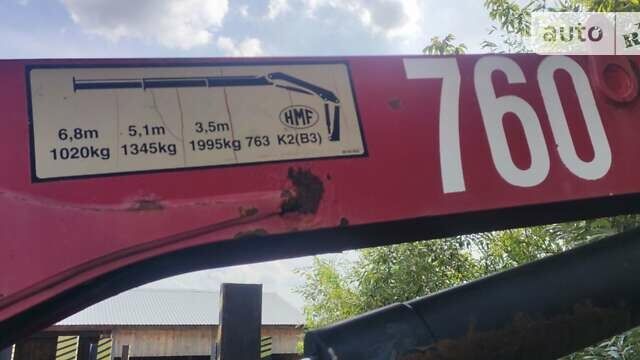 auto R
760
6,8m 5,1m 3,5m HMF
1020kg 1345kg 1995kg 763 K2(B3)